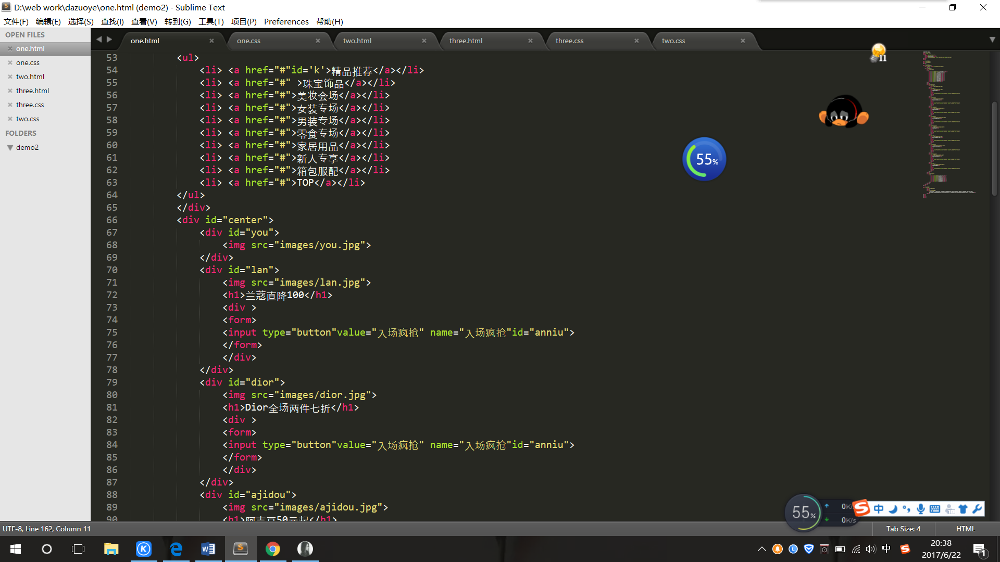 D:\web work\dazuoye\one.html (demo2) - Sublime Text
文件(F) 编辑(E) 选择(S) 查找(I) 查看(V) 转到(G) 工具(T) 项目(P) Preferences 帮助(H)
OPEN FILES
one.html
one.css
two.html
three.html
three.css
two.css
FOLDERS
demo2
one.html one.css two.html three.html three.css two.css
53 <ul>
54 <li> <a href="#"id='k'>精品推荐</a></li>
55 <li> <a href="#" >珠宝饰品</a></li>
56 <li> <a href="#">美妆会场</a></li>
57 <li> <a href="#">女装专场</a></li>
58 <li> <a href="#">男装专场</a></li>
59 <li> <a href="#">零食专场</a></li>
60 <li> <a href="#">家居用品</a></li>
61 <li> <a href="#">新人专享</a></li>
62 <li> <a href="#">箱包服配</a></li>
63 <li> <a href="#">TOP</a></li>
64 </ul>
65 </div>
66 <div id="center">
67 <div id="you">
68 <img src="images/you.jpg">
69 </div>
70 <div id="lan">
71 <img src="images/lan.jpg">
72 <h1>兰蔻直降100</h1>
73 <div >
74 <form>
75 <input type="button"value="入场疯抢" name="入场疯抢"id="anniu">
76 </form>
77 </div>
78 </div>
79 <div id="dior">
80 <img src="images/dior.jpg">
81 <h1>Dior全场两件七折</h1>
82 <div >
83 <form>
84 <input type="button"value="入场疯抢" name="入场疯抢"id="anniu">
85 </form>
86 </div>
87 </div>
88 <div id="ajidou">
89 <img src="images/ajidou.jpg">
90 <h1>阿吉豆50元起</h1>
11
55%
55%
0K/s
0K/s
中
UTF-8, Line 162, Column 11
Tab Size: 4
HTML
中
20:38
2017/6/22
1